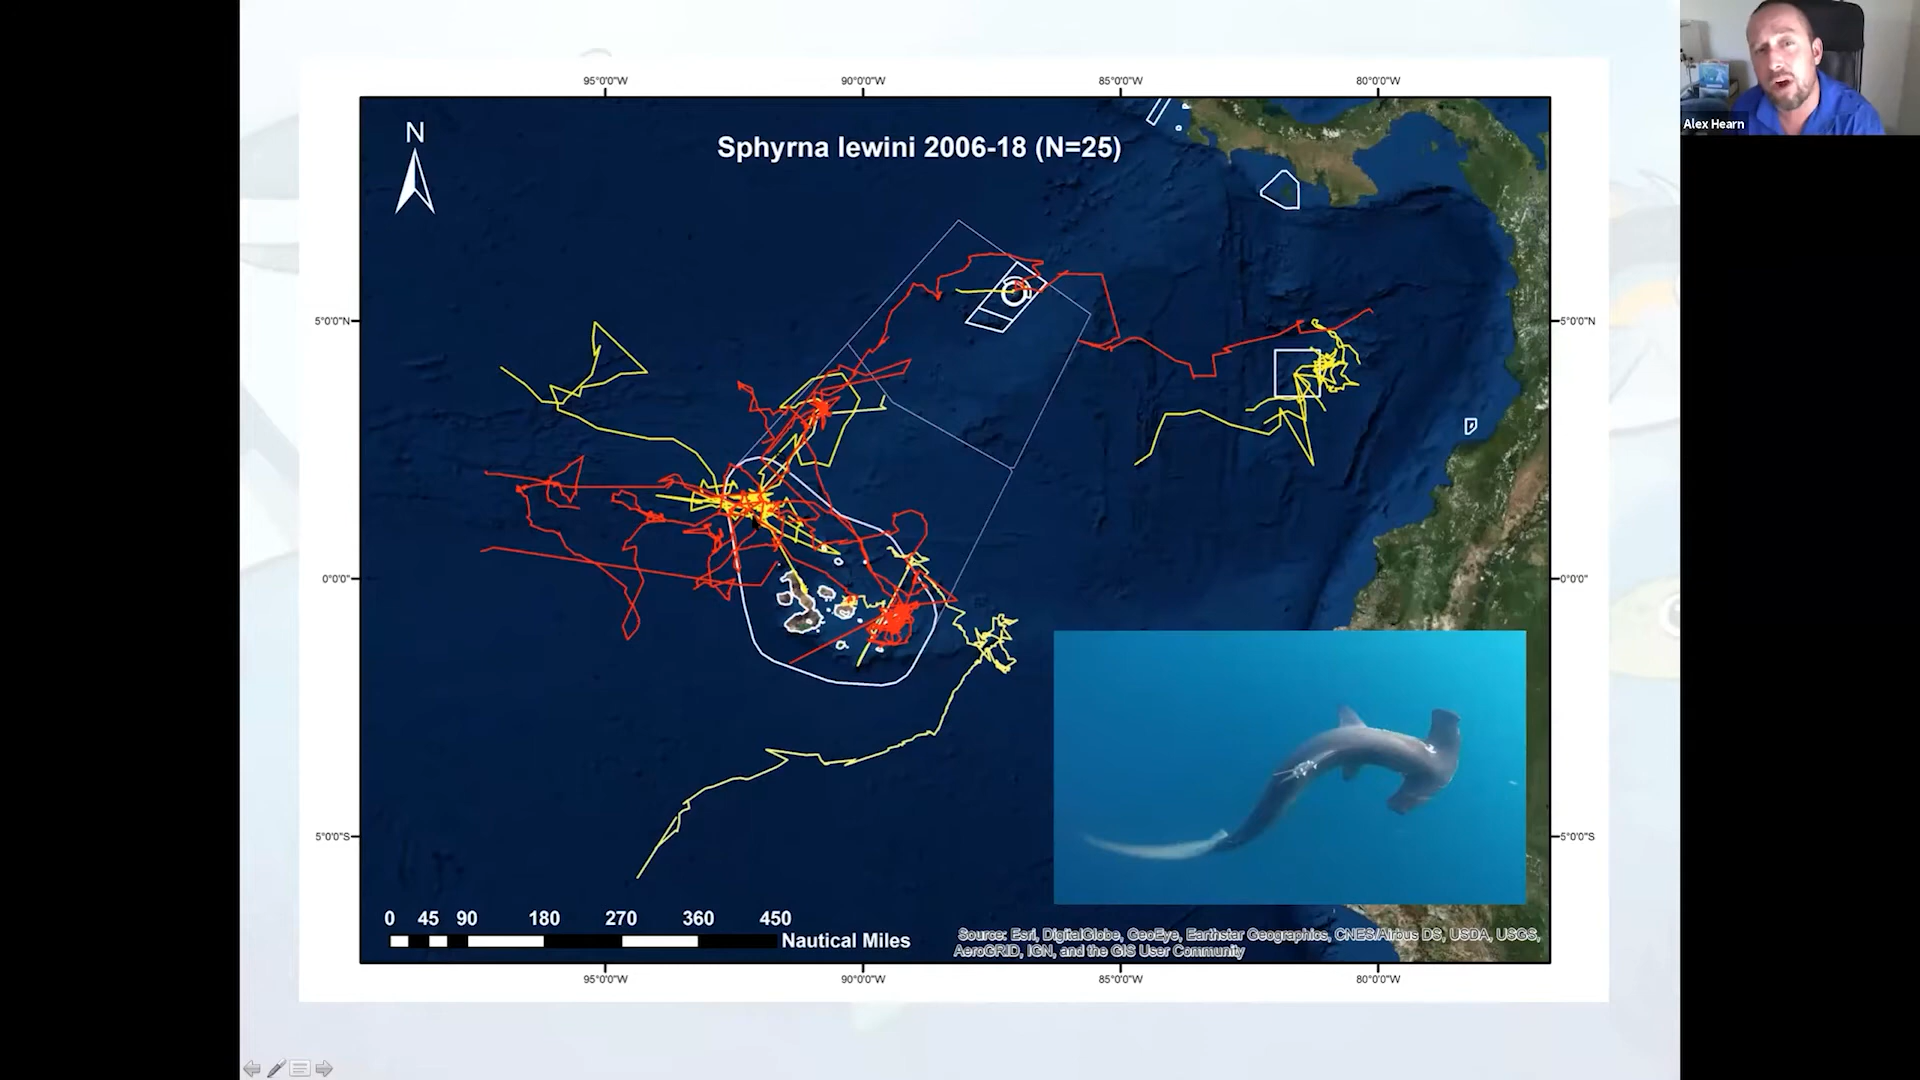 Alex Hearn
95°0'0"W 90°0'0"W 85°0'0"W 80°0'0"W
N
Sphyrna lewini 2006-18 (N=25)
5°0'0"N 5°0'0"N
0°0'0" 0°0'0"
5°0'0"S 5°0'0"S
0 45 90 180 270 360 450
Nautical Miles
Source: Esri, DigitalGlobe, GeoEye, Earthstar Geographics, CNES/Airbus DS, USDA, USGS,
AeroGRID, IGN, and the GIS User Community
95°0'0"W 90°0'0"W 85°0'0"W 80°0'0"W